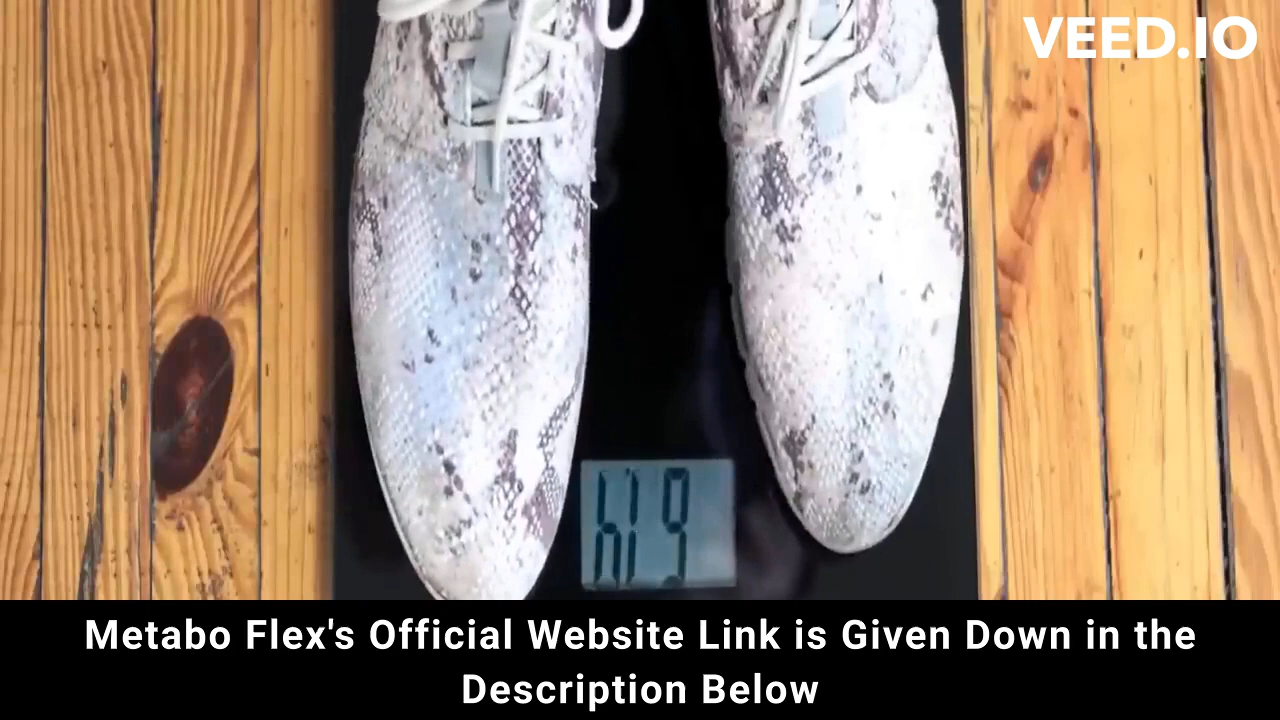 VEED.IO
Metabo Flex's Official Website Link is Given Down in the
Description Below